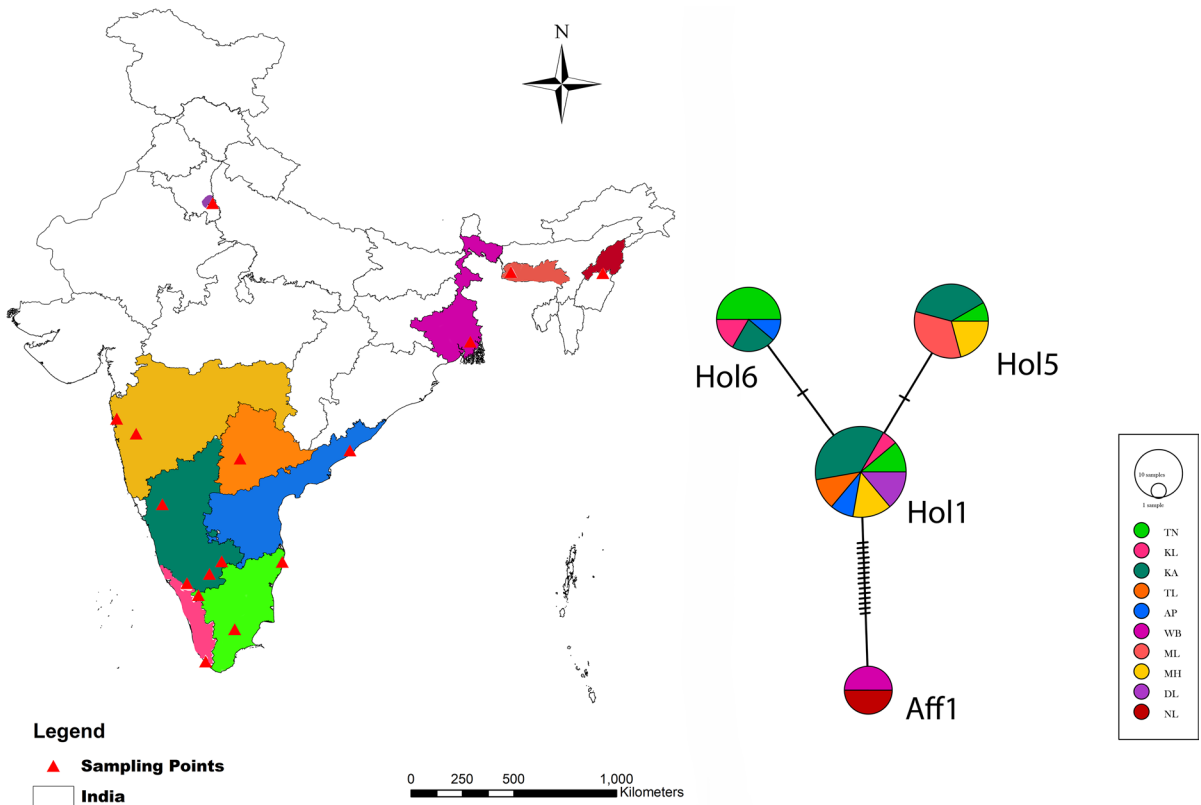 N
Hol6
Hol5
Hol1
Aff1
10 samples
1 sample
TN
KL
KA
TL
AP
WB
ML
MH
DL
NL
Legend
Sampling Points
India
0 250 500 1,000
Kilometers